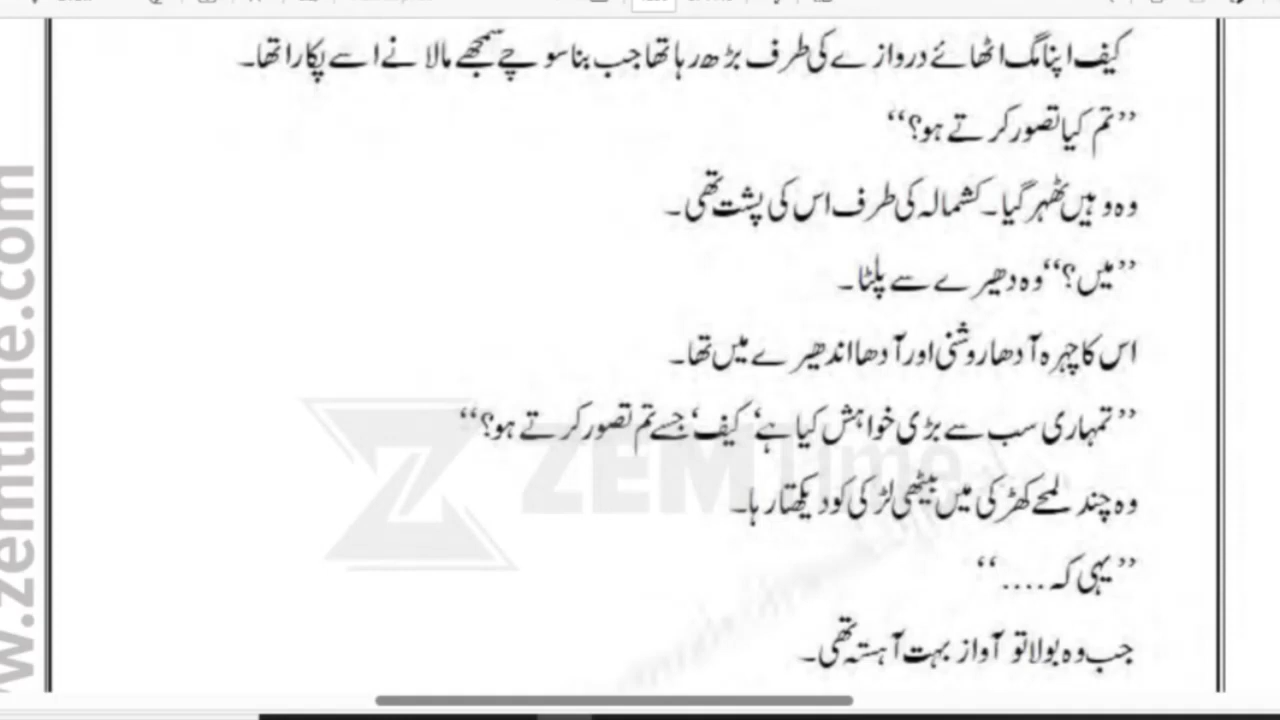 کیف اپنا مگ اٹھائے دروازے کی طرف بڑھ رہا تھا جب بنا سوچے سمجھے مالا نے اسے پکارا تھا۔
’’تم کیا تصور کرتے ہو؟‘‘
وہ وہیں ٹھہر گیا۔ کشمالہ کی طرف اس کی پشت تھی۔
’’میں؟‘‘ وہ دھیرے سے پلٹا۔
اس کا چہرہ آدھا روشنی اور آدھا اندھیرے میں تھا۔
’’تمہاری سب سے بڑی خواہش کیا ہے‘ کیف‘ جسے تم تصور کرتے ہو؟‘‘
وہ چند لمحے کھڑکی میں بیٹھی لڑکی کو دیکھتا رہا۔
’’یہی کہ....‘‘
جب وہ بولا تو آواز بہت آہستہ تھی۔
w.zemtime.com
ZEM Time